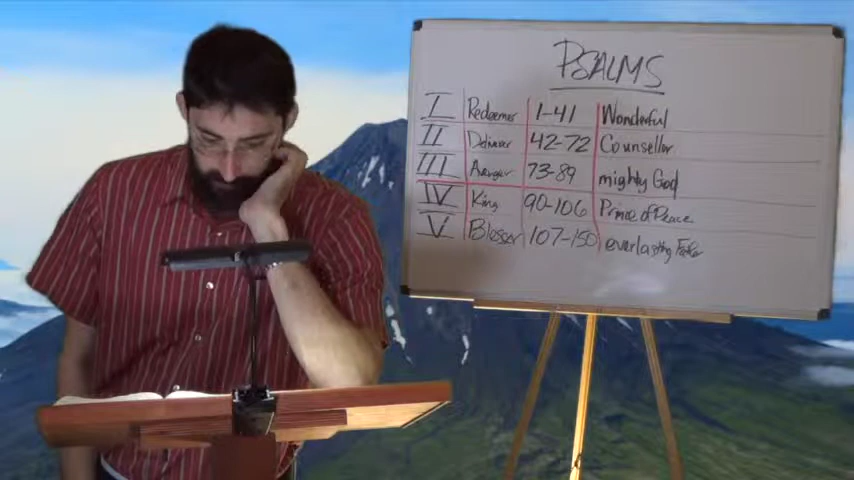 PSALMS
I Redeemer 1-41 Wonderful
II Deliverer 42-72 Counsellor
III Avenger 73-89 mighty God
IV King 90-106 Prince of Peace
V Blesser 107-150 everlasting Father